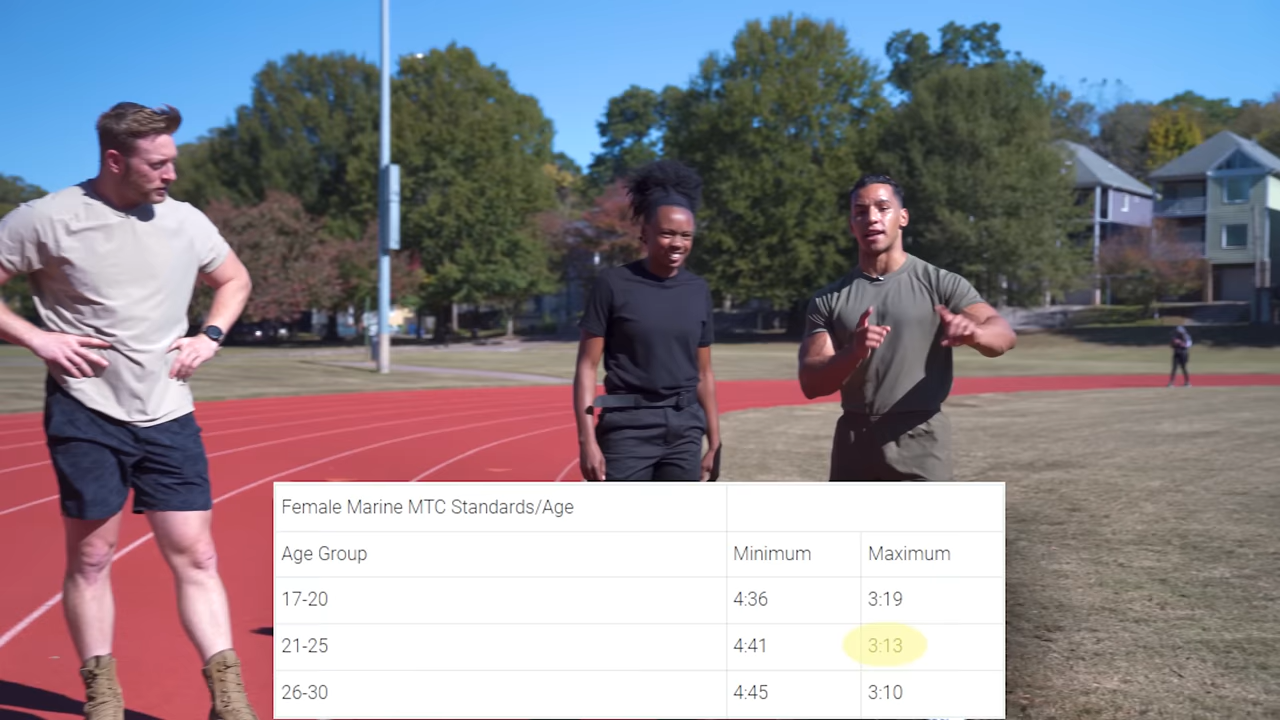 Female Marine MTC Standards/Age
Age Group Minimum Maximum
17-20 4:36 3:19
21-25 4:41 3:13
26-30 4:45 3:10